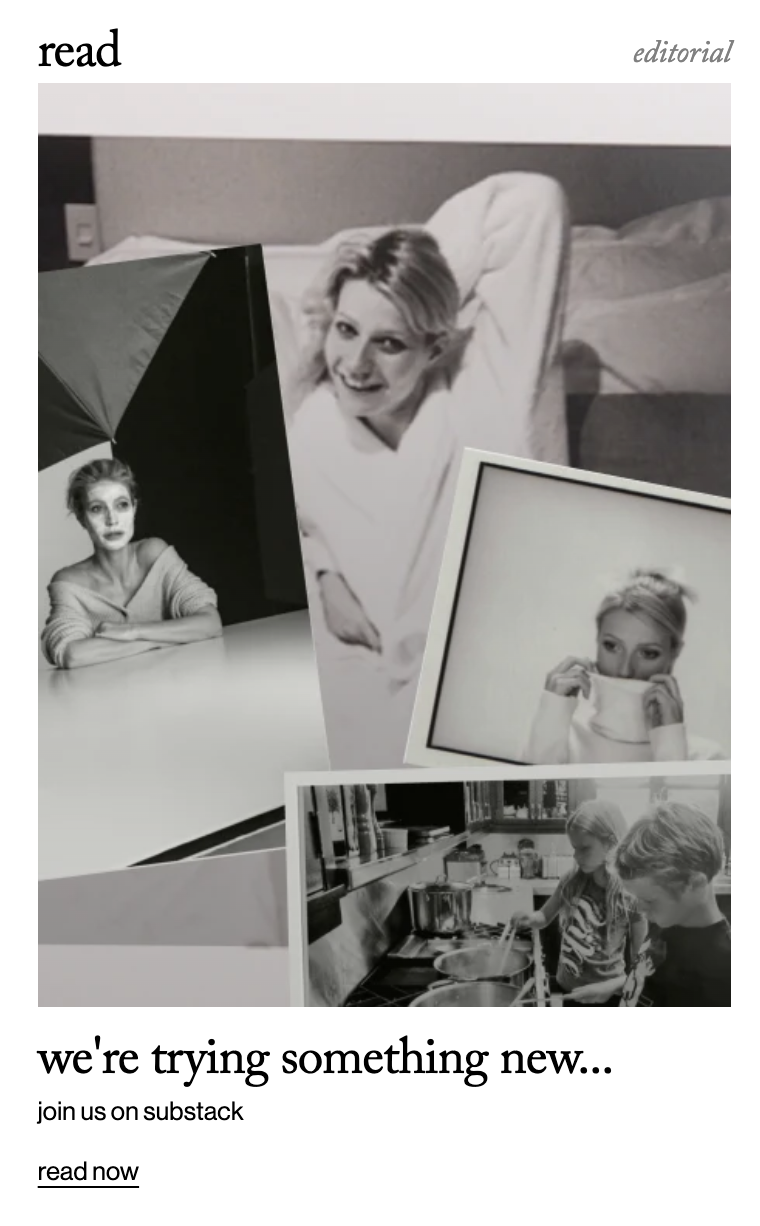 read
editorial
we're trying something new...
join us on substack
read now